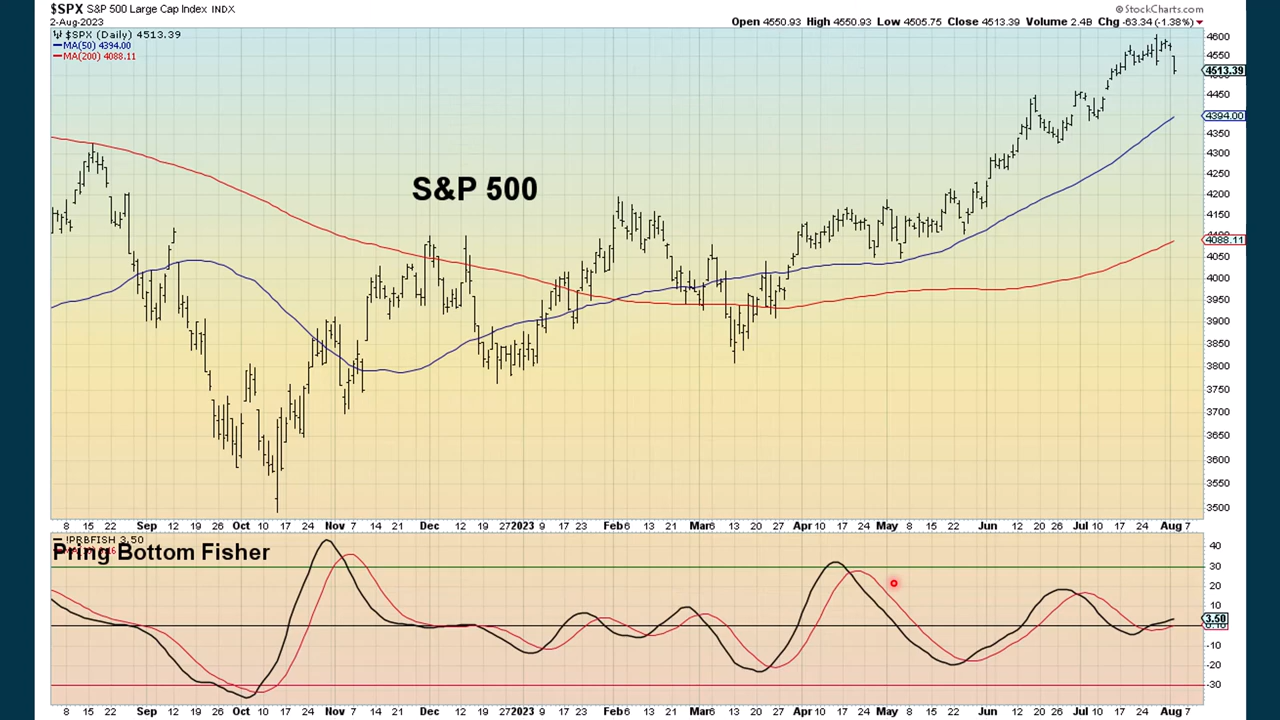 $SPX S&P 500 Large Cap Index INDX
© StockCharts.com
2-Aug-2023
Open 4550.93 High 4550.93 Low 4505.75 Close 4513.39 Volume 2.4B Chg -63.34 (-1.38%)
$SPX (Daily) 4513.39
MA(50) 4394.00
MA(200) 4088.11
S&P 500
4600
4550
4513.39
4450
4394.00
4350
4300
4250
4200
4150
4088.11
4050
4000
3950
3900
3850
3800
3750
3700
3650
3600
3550
3500
8 15 22 Sep 12 19 26 Oct 10 17 24 Nov 7 14 21 Dec 12 19 27 2023 9 17 23 Feb 6 13 21 Mar 6 13 20 27 Apr 10 17 24 May 8 15 22 Jun 12 20 26 Jul 10 17 24 Aug 7
!PRBFISH 3.50
Pring Bottom Fisher
40
30
20
10
3.50
-10
-20
-30
8 15 22 Sep 12 19 26 Oct 10 17 24 Nov 7 14 21 Dec 12 19 27 2023 9 17 23 Feb 6 13 21 Mar 6 13 20 27 Apr 10 17 24 May 8 15 22 Jun 12 20 26 Jul 10 17 24 Aug 7